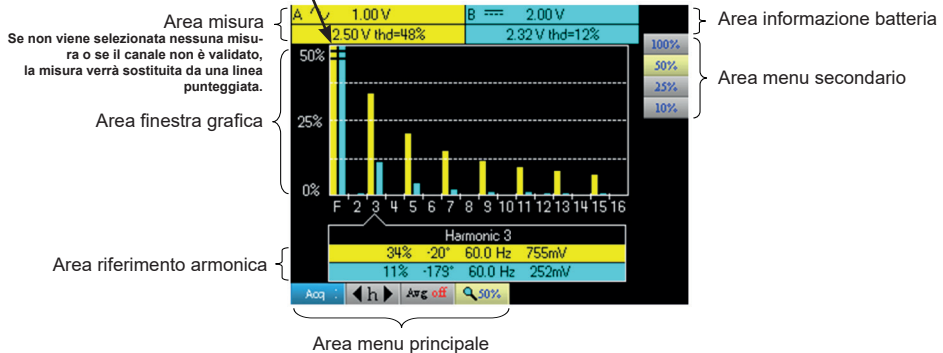 Area misura
Se non viene selezionata nessuna misu-
ra o se il canale non è validato,
la misura verrà sostituita da una linea
punteggiata.
Area finestra grafica
Area riferimento armonica
A 1.00 V
B 2.00 V
2.50 V thd=48%
2.32 V thd=12%
50%
25%
0%
F 2 3 4 5 6 7 8 9 10 11 12 13 14 15 16
Harmonic 3
34% -20° 60.0 Hz 755mV
11% -179° 60.0 Hz 252mV
Acq :
h
Avg off
50%
100%
50%
25%
10%
Area informazione batteria
Area menu secondario
Area menu principale